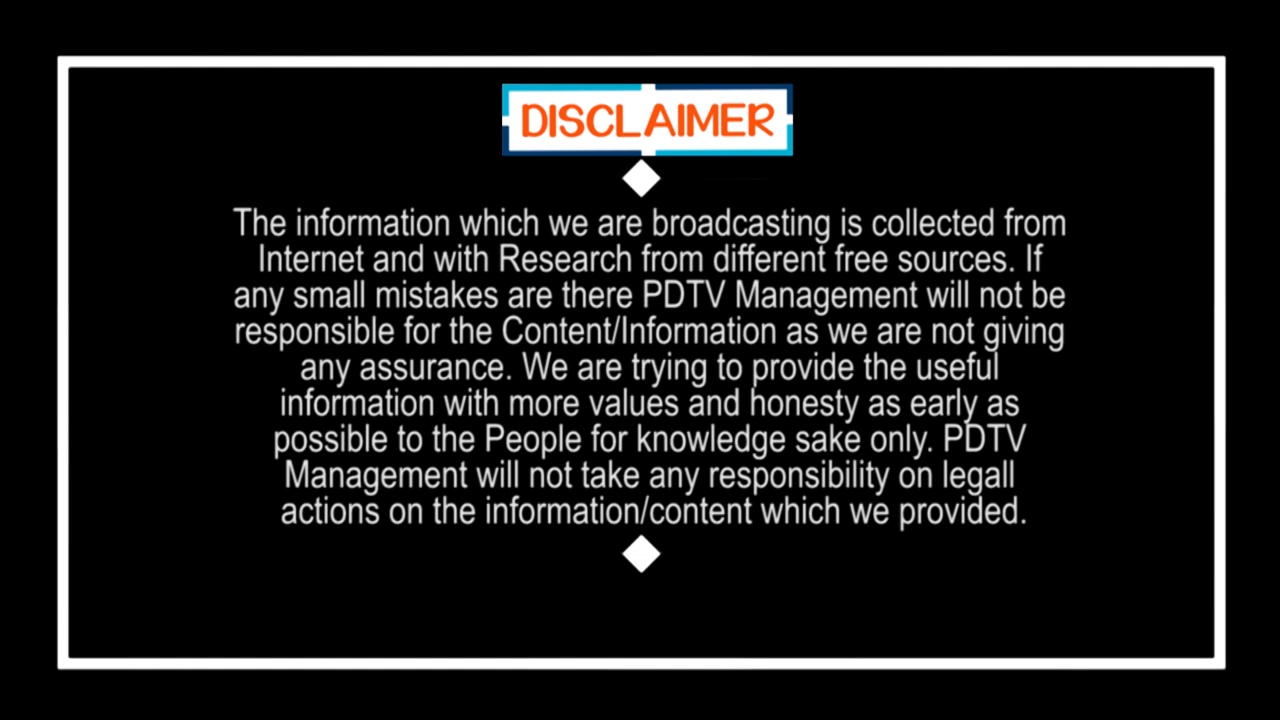 DISCLAIMER
The information which we are broadcasting is collected from
Internet and with Research from different free sources. If
any small mistakes are there PDTV Management will not be
responsible for the Content/Information as we are not giving
any assurance. We are trying to provide the useful
information with more values and honesty as early as
possible to the People for knowledge sake only. PDTV
Management will not take any responsibility on legall
actions on the information/content which we provided.